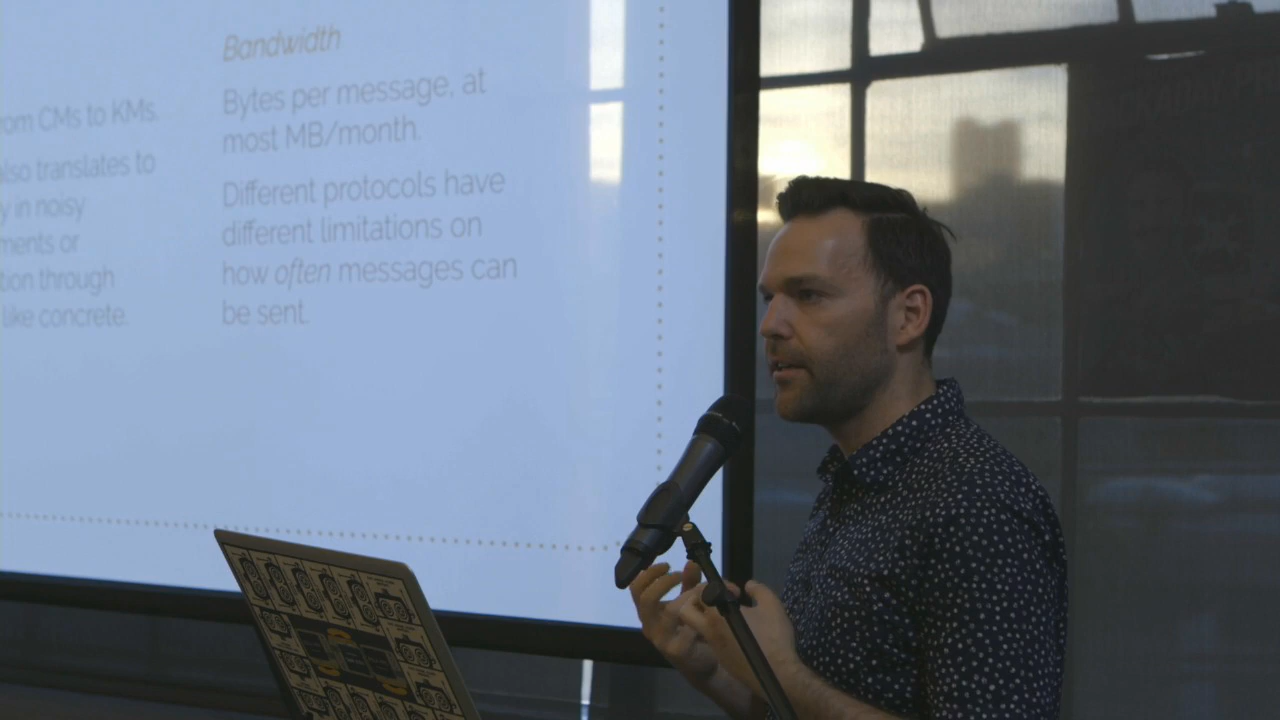 rom CMs to KMs.
also translates to
y in noisy
ments or
tion through
like concrete.
Bandwidth
Bytes per message, at
most MB/month.
Different protocols have
different limitations on
how often messages can
be sent.